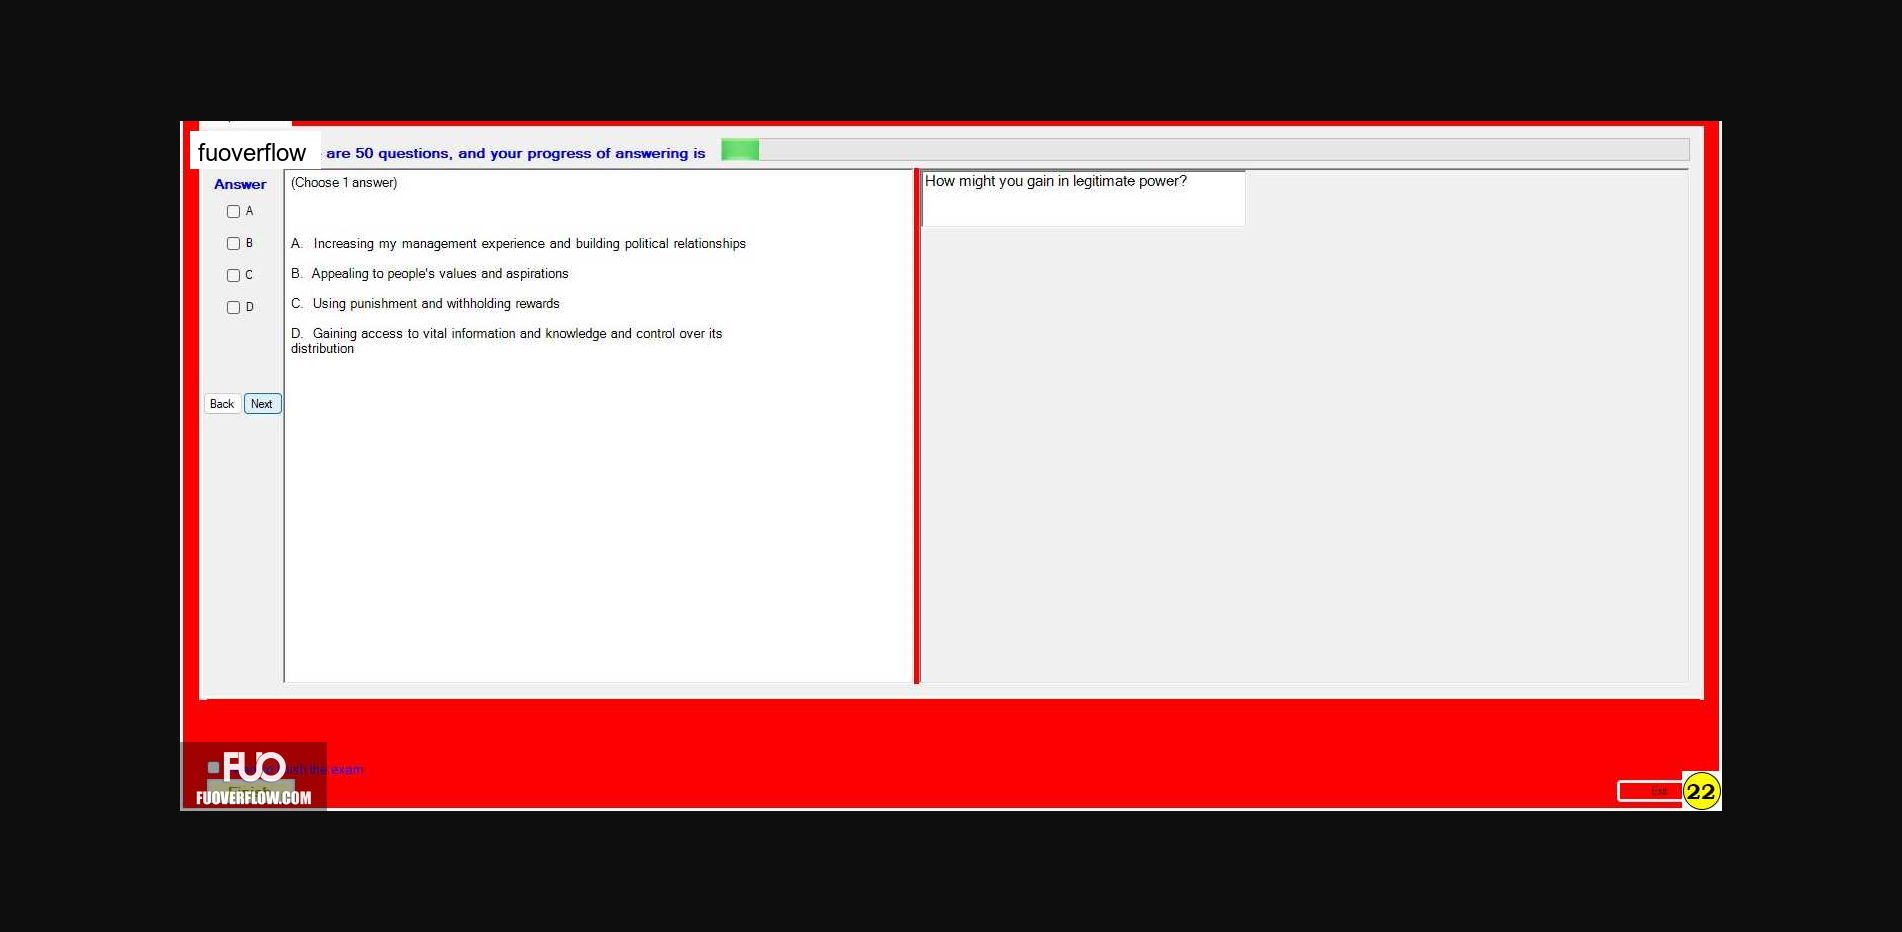 fuoverflow
are 50 questions, and your progress of answering is
Answer
A
B
C
D
Back Next
(Choose 1 answer)
A. Increasing my management experience and building political relationships
B. Appealing to people's values and aspirations
C. Using punishment and withholding rewards
D. Gaining access to vital information and knowledge and control over its
distribution
How might you gain in legitimate power?
FUO
the exam
Finish
FUOVERFLOW.COM
Exit
22